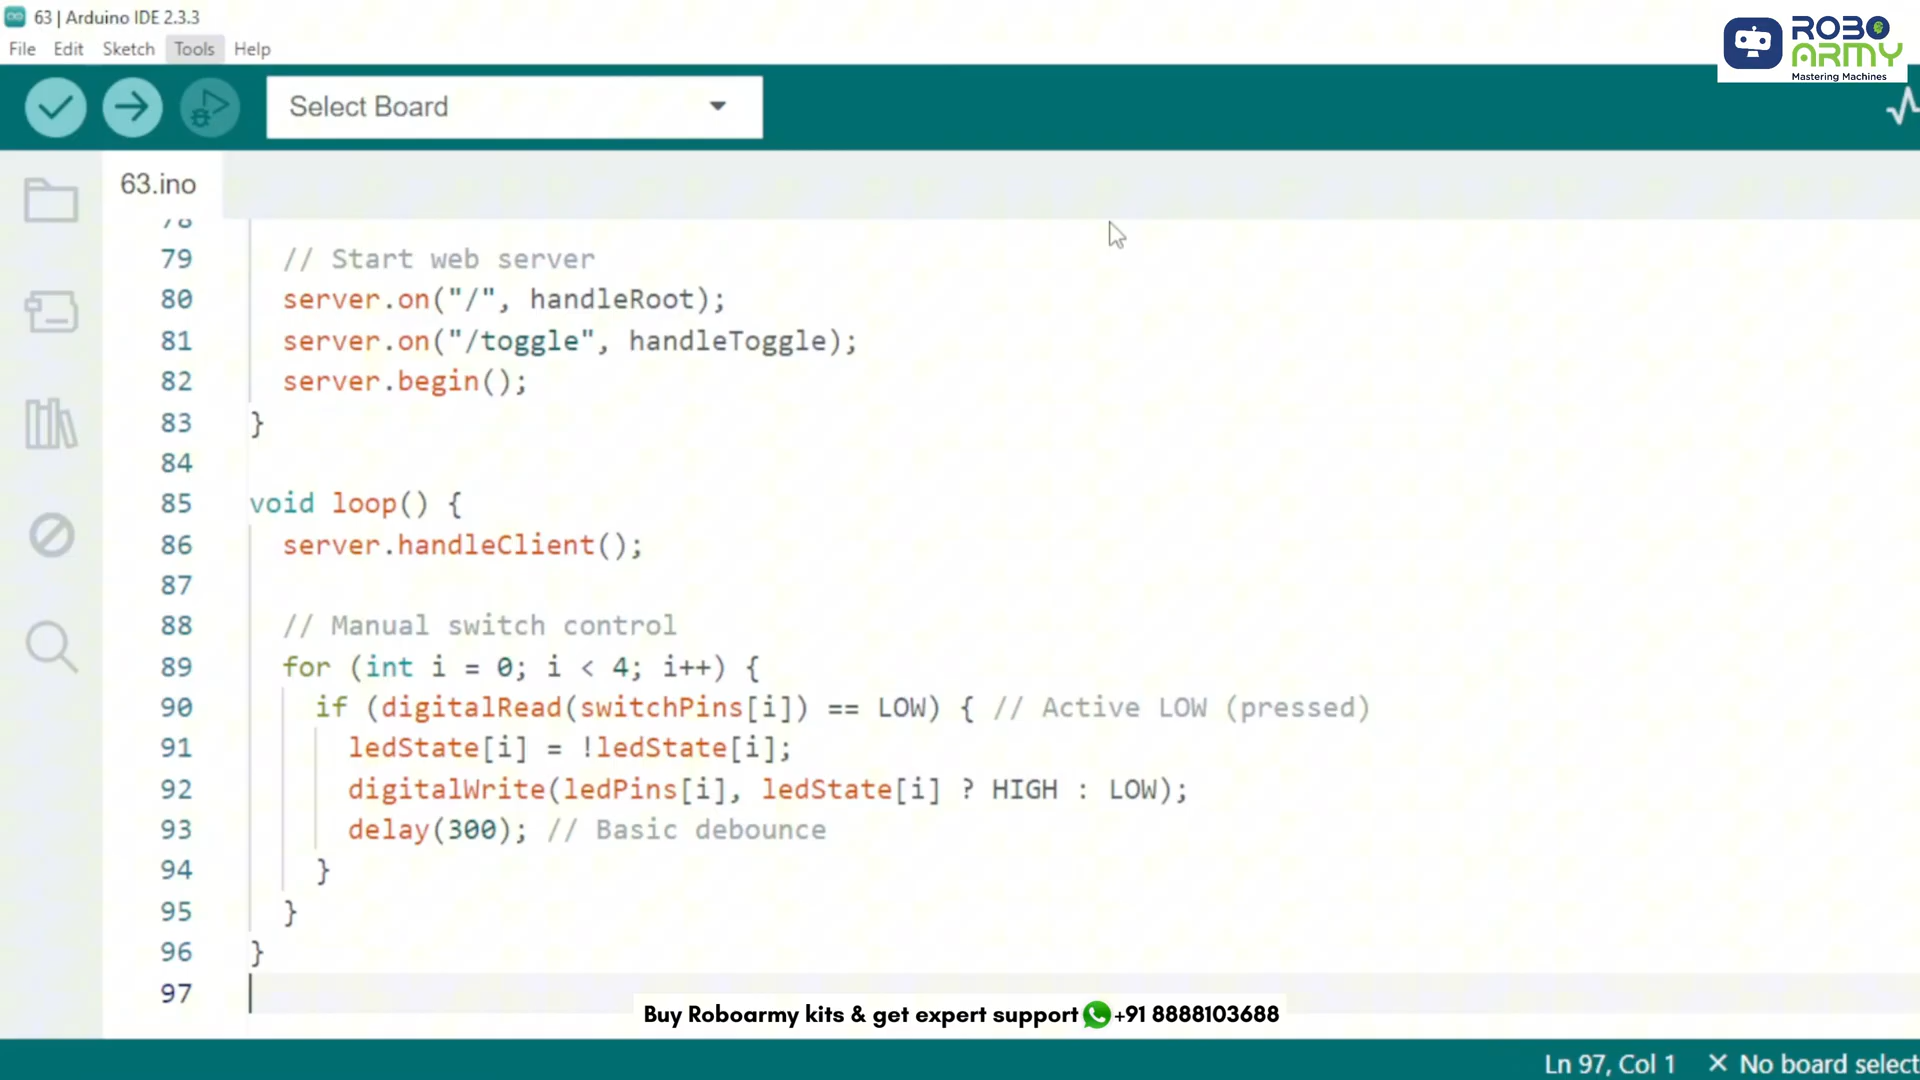 63 | Arduino IDE 2.3.3
File Edit Sketch Tools Help
ROBO
ARMY
Mastering Machines
Select Board
63.ino
78
79 // Start web server
80 server.on("/", handleRoot);
81 server.on("/toggle", handleToggle);
82 server.begin();
83 }
84
85 void loop() {
86 server.handleClient();
87
88 // Manual switch control
89 for (int i = 0; i < 4; i++) {
90 if (digitalRead(switchPins[i]) == LOW) { // Active LOW (pressed)
91 ledState[i] = !ledState[i];
92 digitalWrite(ledPins[i], ledState[i] ? HIGH : LOW);
93 delay(300); // Basic debounce
94 }
95 }
96 }
97
Buy Roboarmy kits & get expert support +91 8888103688
Ln 97, Col 1 × No board select